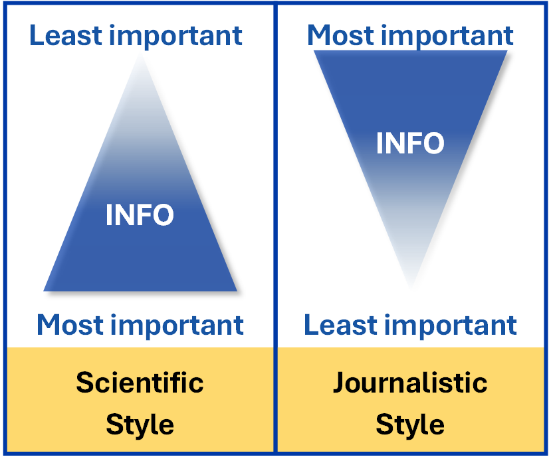 Least important
INFO
Most important
Scientific
Style
Most important
INFO
Least important
Journalistic
Style